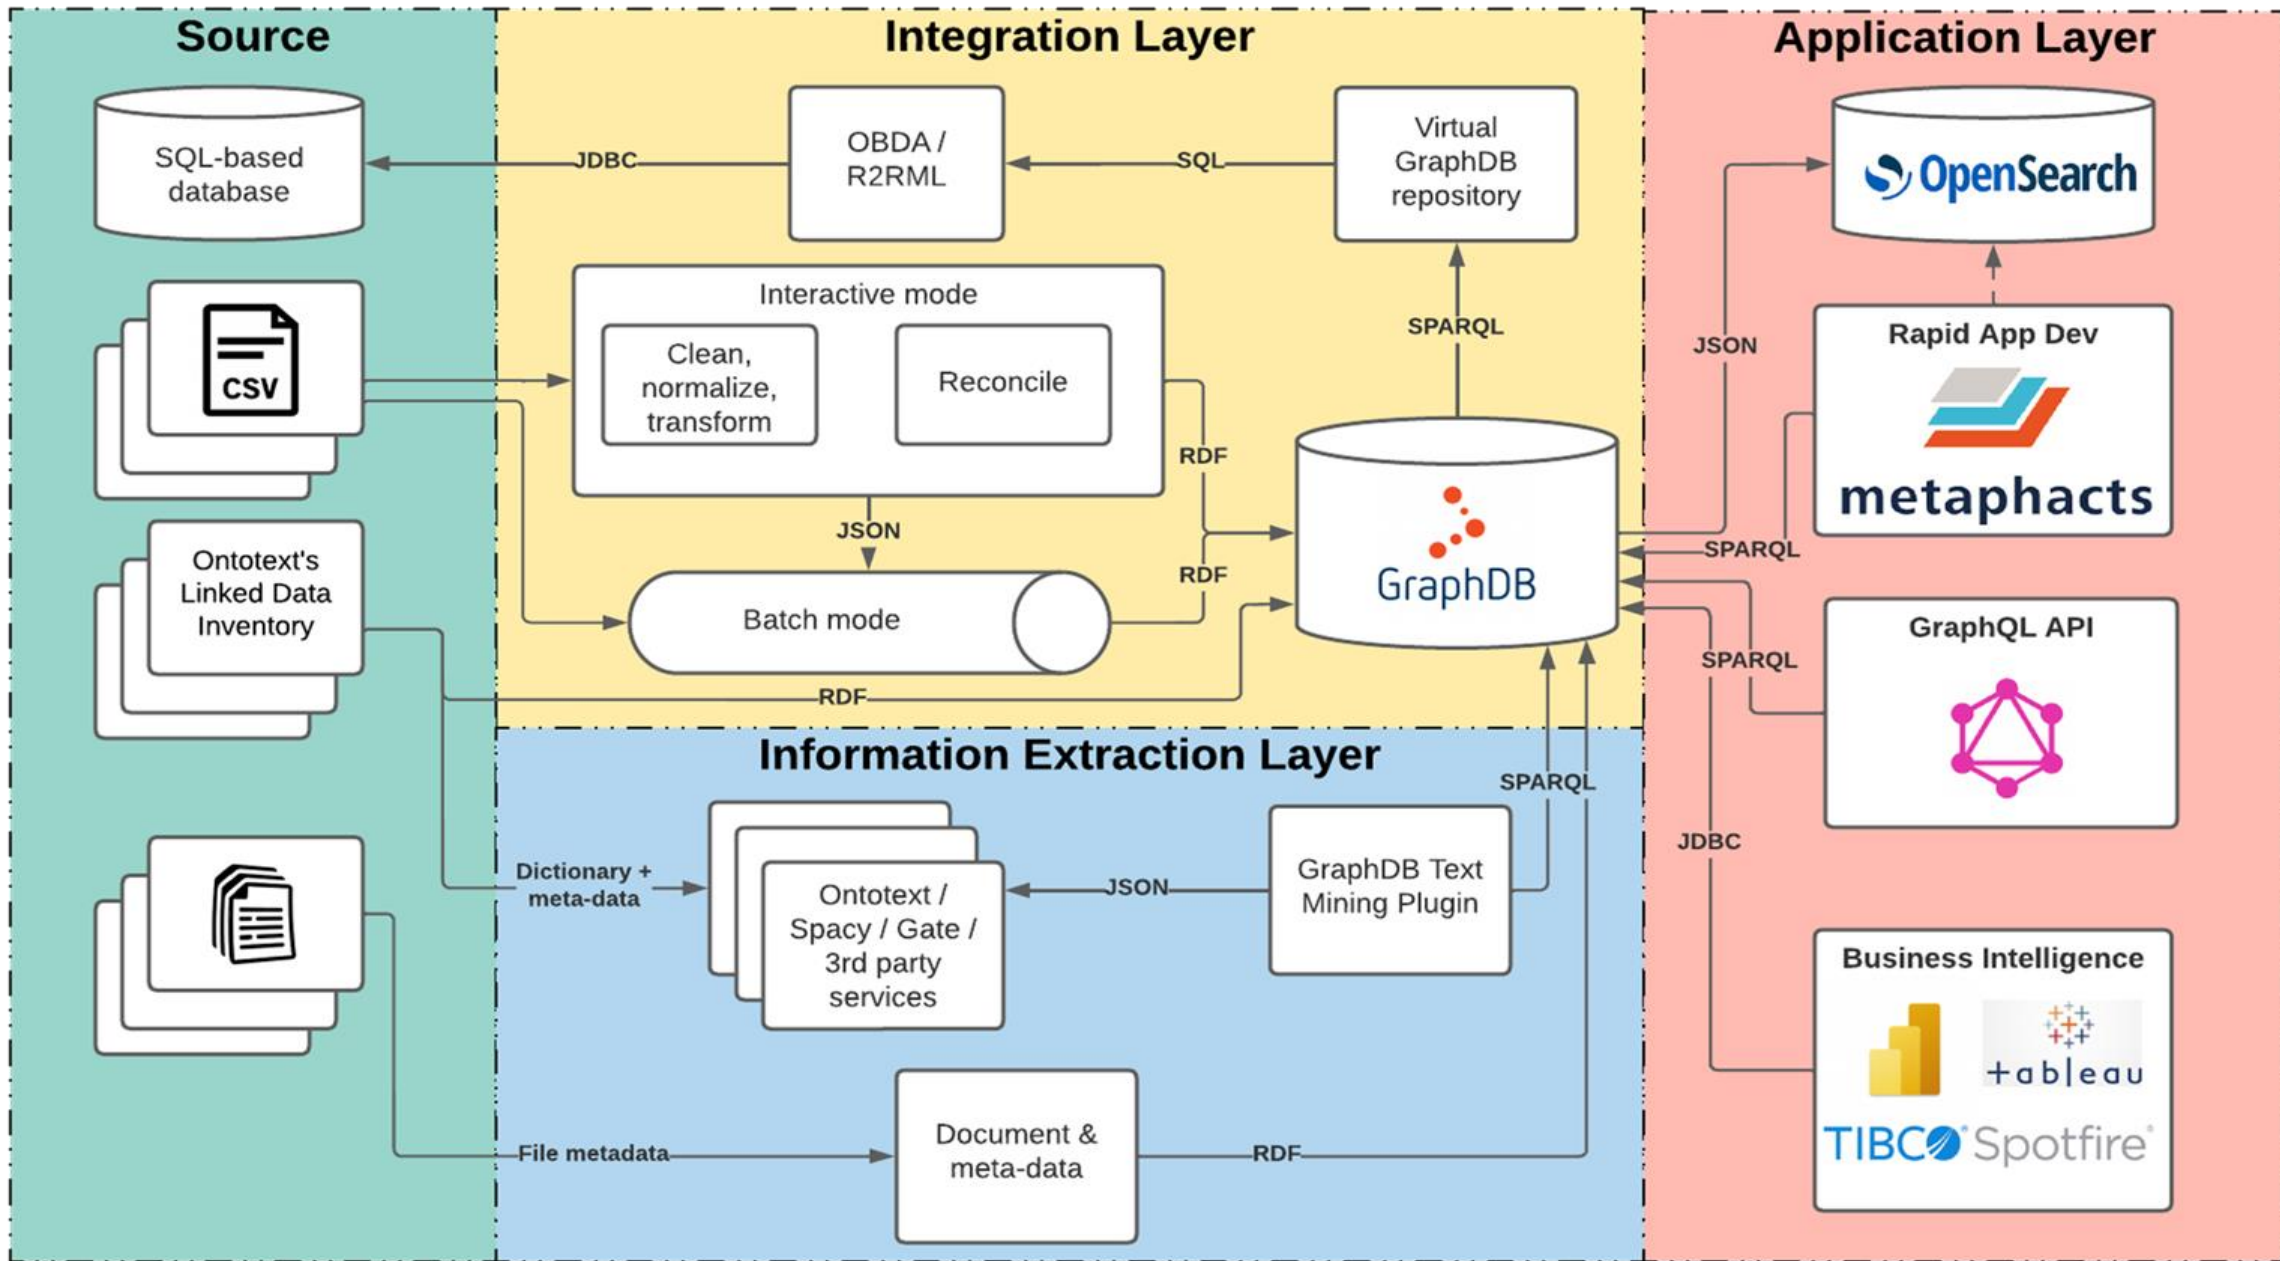 Source
SQL-based
database
CSV
Ontotext's
Linked Data
Inventory
Integration Layer
JDBC
OBDA /
R2RML
SQL
Virtual
GraphDB
repository
Interactive mode
Clean,
normalize,
transform
Reconcile
SPARQL
RDF
JSON
RDF
Batch mode
GraphDB
RDF
Information Extraction Layer
SPARQL
Dictionary +
meta-data
Ontotext /
Spacy / Gate /
3rd party
services
JSON
GraphDB Text
Mining Plugin
File metadata
Document &
meta-data
RDF
Application Layer
OpenSearch
JSON
Rapid App Dev
metaphacts
SPARQL
GraphQL API
SPARQL
JDBC
Business Intelligence
+ableau
TIBCO® Spotfire®